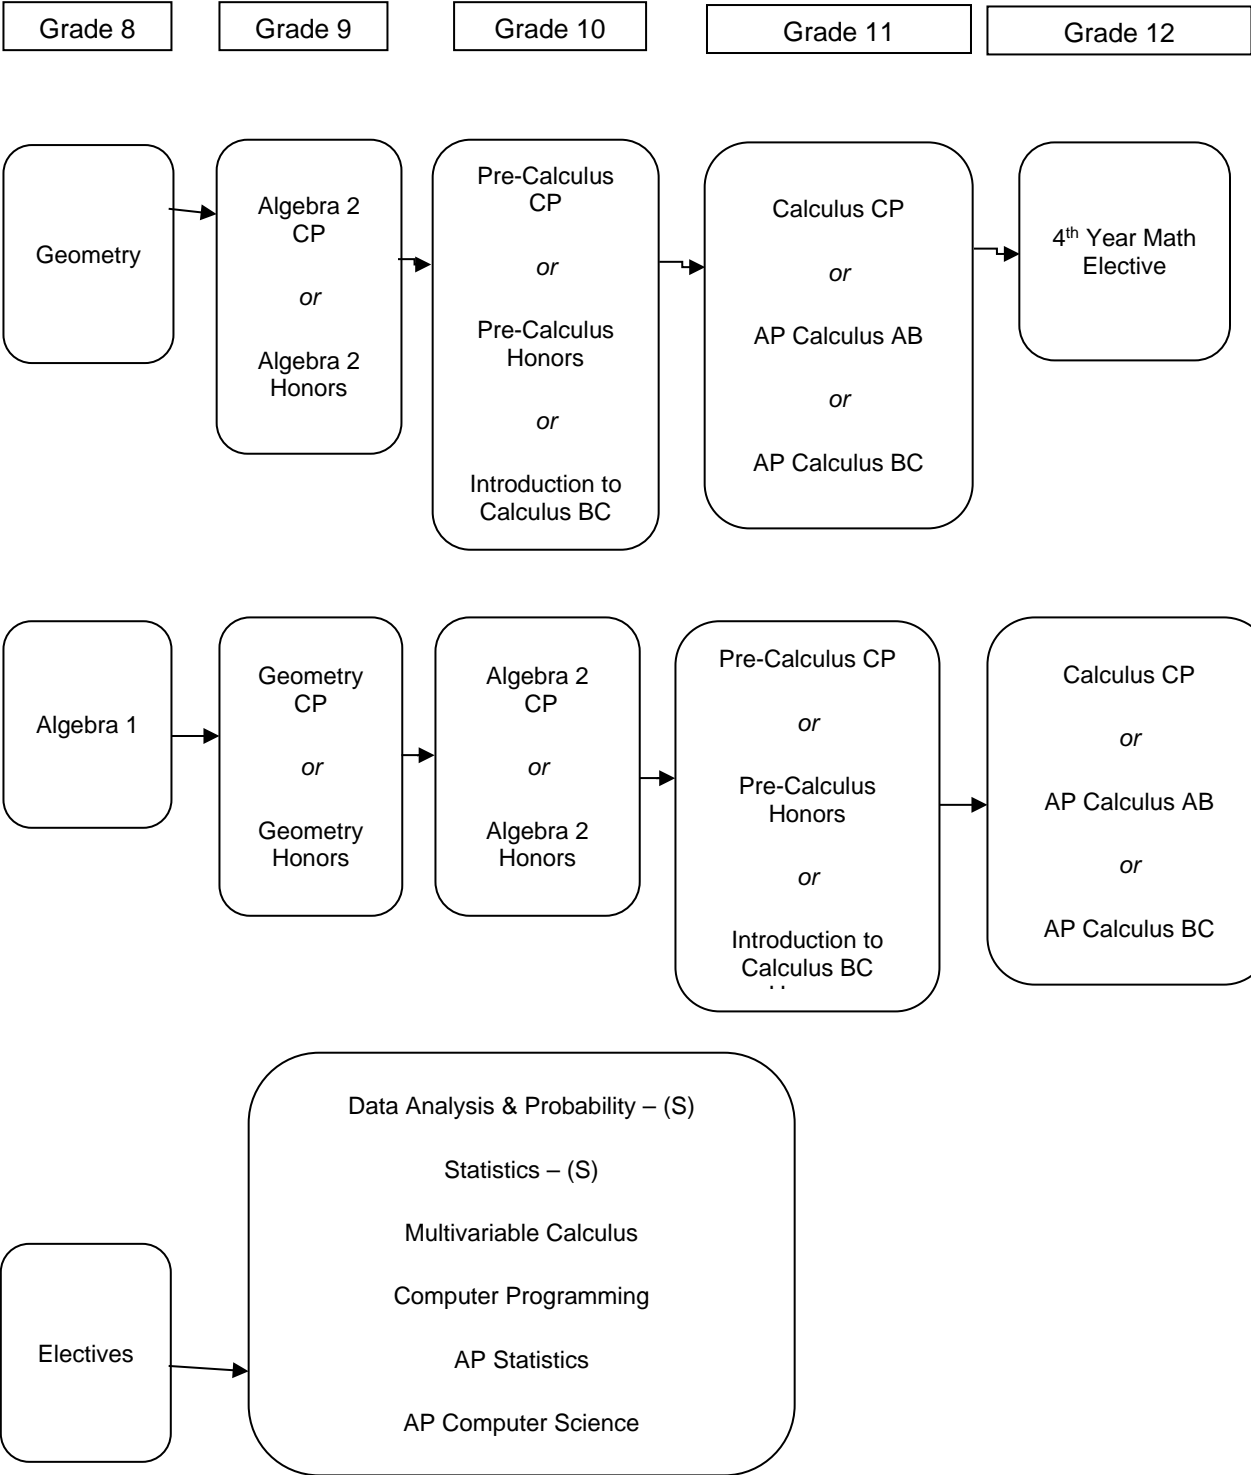 Grade 8
Grade 9
Grade 10
Grade 11
Grade 12
Geometry
Algebra 2
CP
or
Algebra 2
Honors
Pre-Calculus
CP
or
Pre-Calculus
Honors
or
Introduction to
Calculus BC
Calculus CP
or
AP Calculus AB
or
AP Calculus BC
4th Year Math
Elective
Algebra 1
Geometry
CP
or
Geometry
Honors
Algebra 2
CP
or
Algebra 2
Honors
Pre-Calculus CP
or
Pre-Calculus
Honors
or
Introduction to
Calculus BC
Calculus CP
or
AP Calculus AB
or
AP Calculus BC
Electives
Data Analysis & Probability – (S)
Statistics – (S)
Multivariable Calculus
Computer Programming
AP Statistics
AP Computer Science